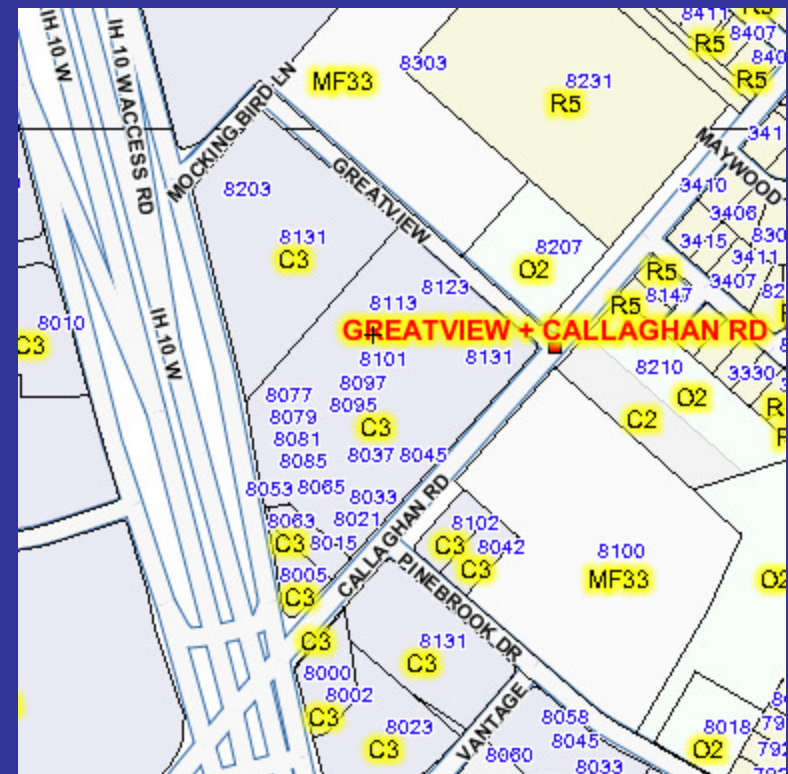 IH 10 W
IH 10 W ACCESS RD
MOCKING BIRD LN
MF33
8303
8231
R5
8411
R5
8407
R5
MAYWOOD
8203
GREATVIEW
8131
C3
8207
O2
3410
3406
3415
3411
3407
R5
8147
R5
8123
8113
GREATVIEW + CALLAGHAN RD
8010
C3
IH 10 W
8101
8131
8210
3330
O2
C2
8097
8077
8095
8079
C3
8081
8085
8037
8045
8053
8065
8033
CALLAGHAN RD
8063
8021
C3
8015
8102
C3
8042
C3
8100
MF33
O2
8005
C3
PINEBROOK DR
C3
8131
C3
8000
8002
C3
8023
C3
VANTAGE
8058
8045
8060
8033
8018
O2